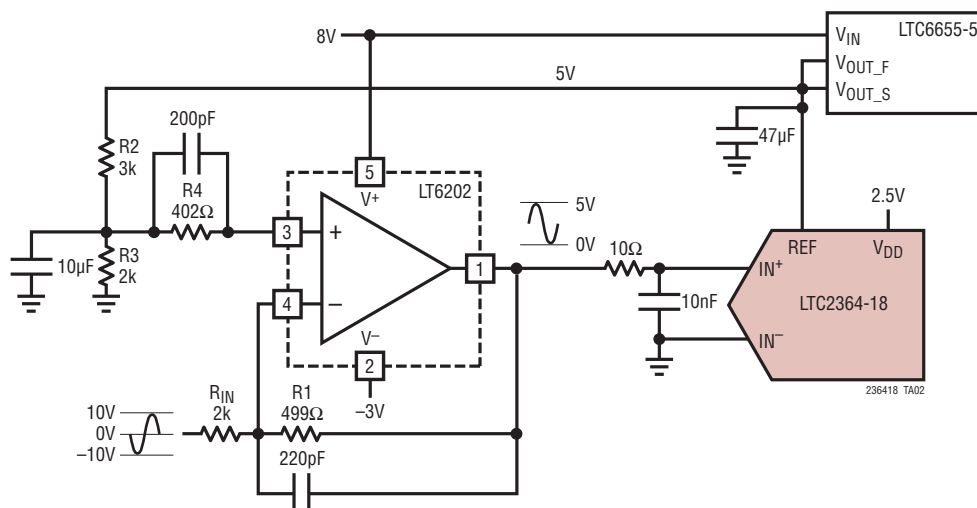 8V
V_IN
LTC6655-5
V_OUT_F
5V
V_OUT_S
200pF
47µF
R2
3k
5
LT6202
V+
R4
402Ω
2.5V
5V
0V
3
+
REF
V_DD
10µF
R3
2k
10Ω
IN+
1
4
–
10nF
LTC2364-18
V–
IN–
2
–3V
236418 TA02
R_IN
2k
R1
499Ω
10V
0V
–10V
220pF